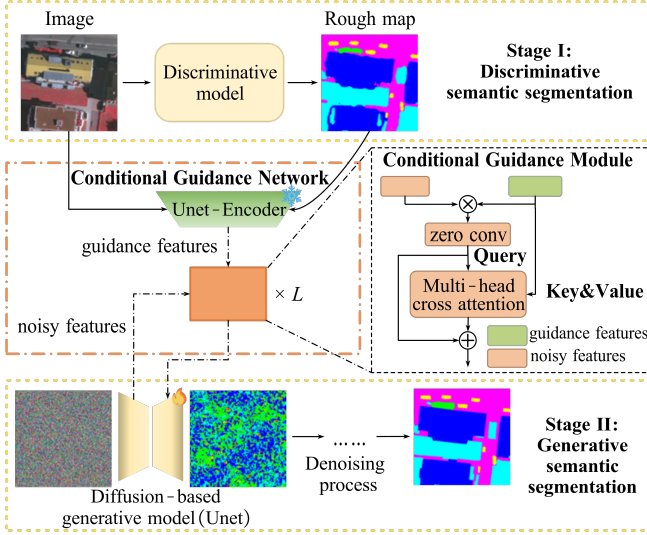 Image
Rough map
Discriminative
model
Stage I:
Discriminative
semantic segmentation
Conditional Guidance Network
Unet-Encoder
guidance features
× L
noisy features
Conditional Guidance Module
zero conv
Query
Multi-head
cross attention
Key&Value
guidance features
noisy features
Diffusion-based
generative model(Unet)
......
Denoising
process
Stage II:
Generative
semantic
segmentation